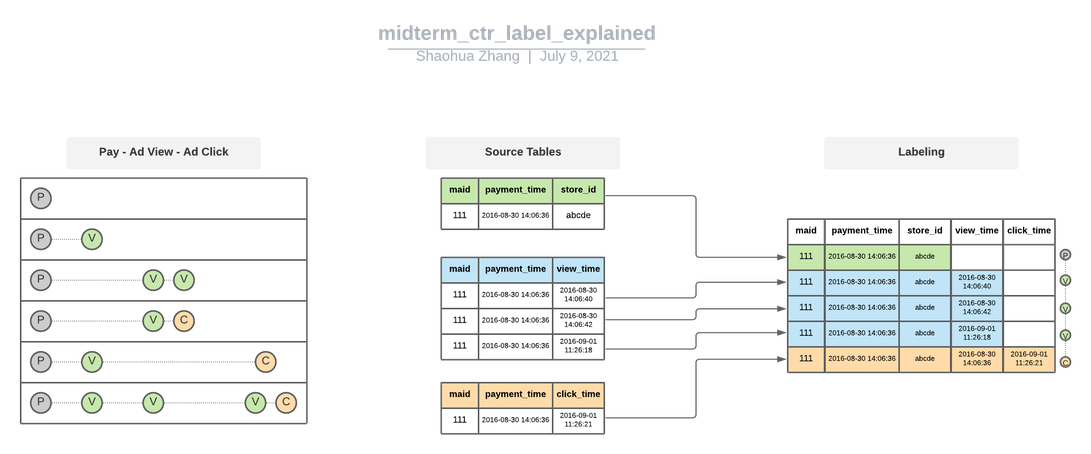 midterm_ctr_label_explained
Shaohua Zhang | July 9, 2021
Pay - Ad View - Ad Click
P
P V
P V V
P V C
P V C
P V V V C
Source Tables
maid payment_time store_id
111 2016-08-30 14:06:36 abcde
maid payment_time view_time
111 2016-08-30 14:06:36 2016-08-30
14:06:40
111 2016-08-30 14:06:36 2016-08-30
14:06:42
111 2016-08-30 14:06:36 2016-09-01
11:26:18
maid payment_time click_time
111 2016-08-30 14:06:36 2016-09-01
11:26:21
Labeling
maid payment_time store_id view_time click_time
111 2016-08-30 14:06:36 abcde P
111 2016-08-30 14:06:36 abcde 2016-08-30
14:06:40 V
111 2016-08-30 14:06:36 abcde 2016-08-30
14:06:42 V
111 2016-08-30 14:06:36 abcde 2016-09-01
11:26:18 V
111 2016-08-30 14:06:36 abcde 2016-08-30 2016-09-01
14:06:36 11:26:21 C